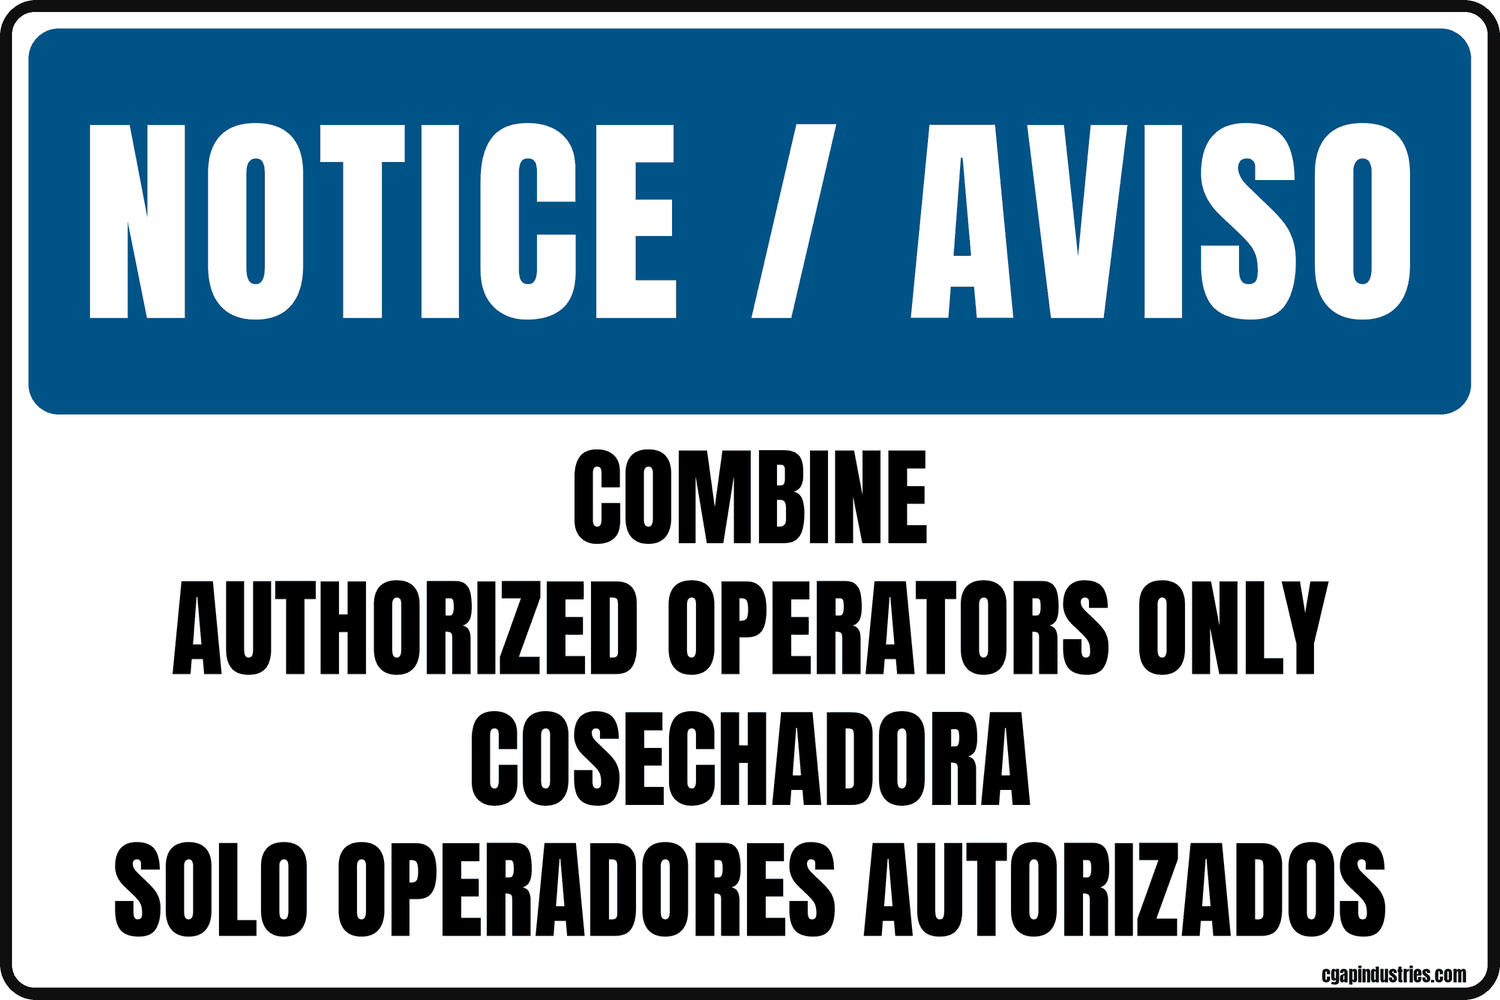 NOTICE / AVISO
COMBINE
AUTHORIZED OPERATORS ONLY
COSECHADORA
SOLO OPERADORES AUTORIZADOS
cgapindustries.com